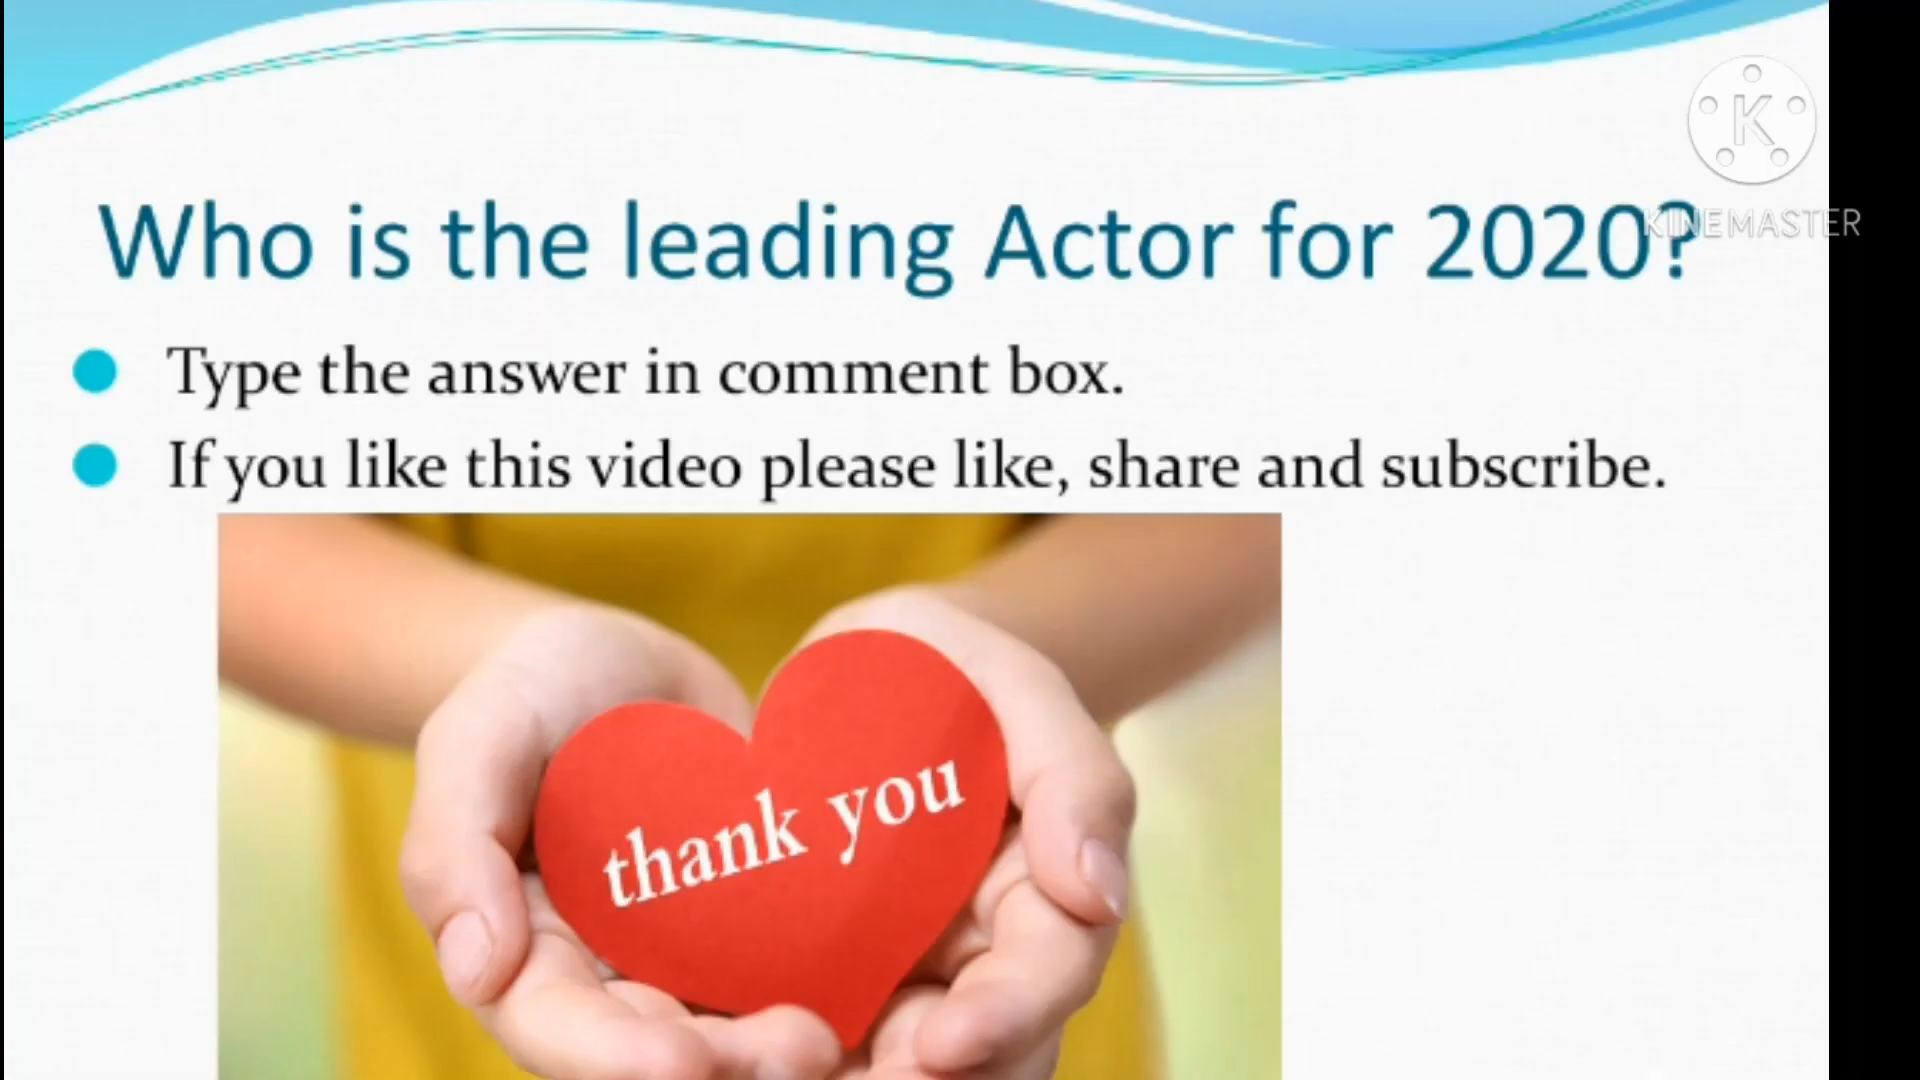 K
KINEMASTER
Who is the leading Actor for 2020?
Type the answer in comment box.
If you like this video please like, share and subscribe.
thank you